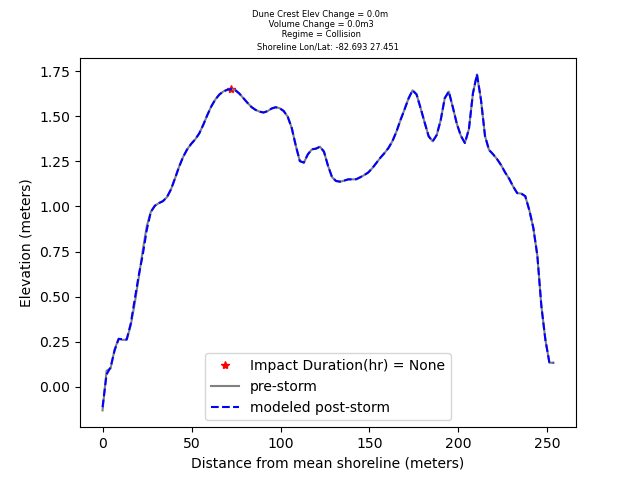 Dune Crest Elev Change = 0.0m
Volume Change = 0.0m3
Regime = Collision
Shoreline Lon/Lat: -82.693 27.451
1.75
1.50
1.25
1.00
0.75
0.50
0.25
0.00
Elevation (meters)
Impact Duration(hr) = None
pre-storm
modeled post-storm
0 50 100 150 200 250
Distance from mean shoreline (meters)